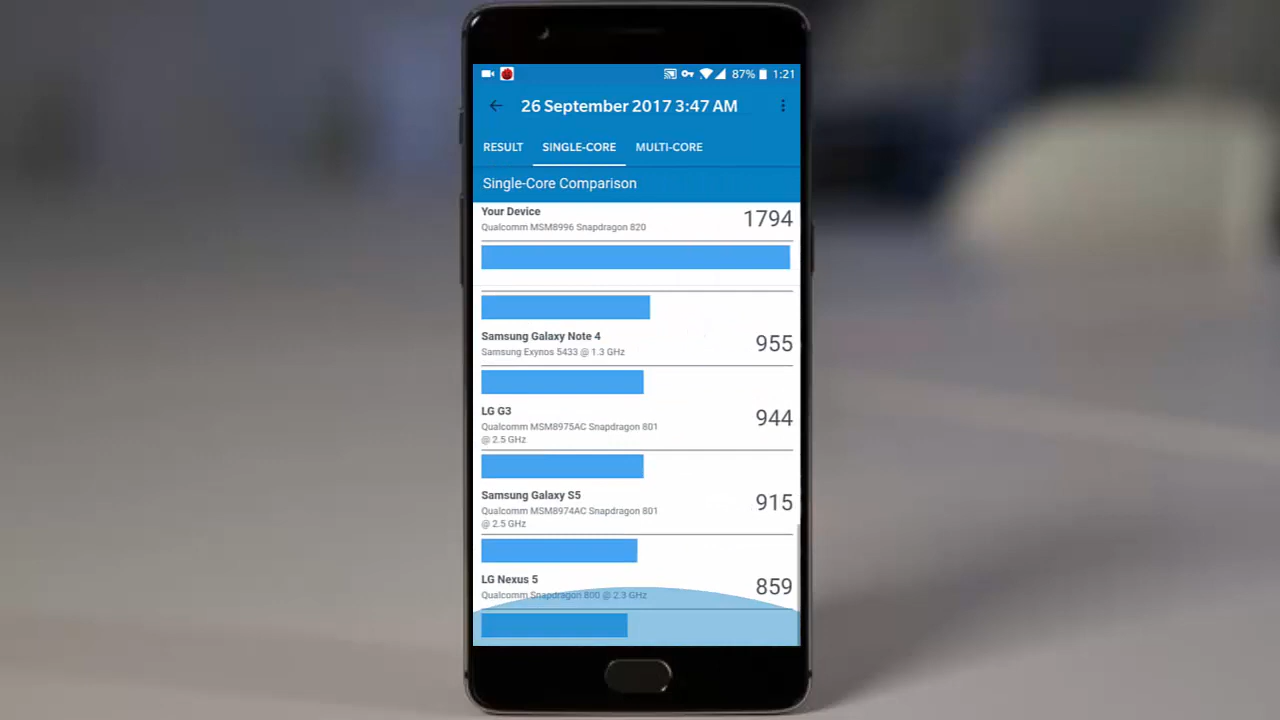 87% 1:21
26 September 2017 3:47 AM
RESULT SINGLE-CORE MULTI-CORE
Single-Core Comparison
Your Device 1794
Qualcomm MSM8996 Snapdragon 820
Samsung Galaxy Note 4 955
Samsung Exynos 5433 @ 1.3 GHz
LG G3 944
Qualcomm MSM8975AC Snapdragon 801
@ 2.5 GHz
Samsung Galaxy S5 915
Qualcomm MSM8974AC Snapdragon 801
@ 2.5 GHz
LG Nexus 5 859
Qualcomm Snapdragon 800 @ 2.3 GHz